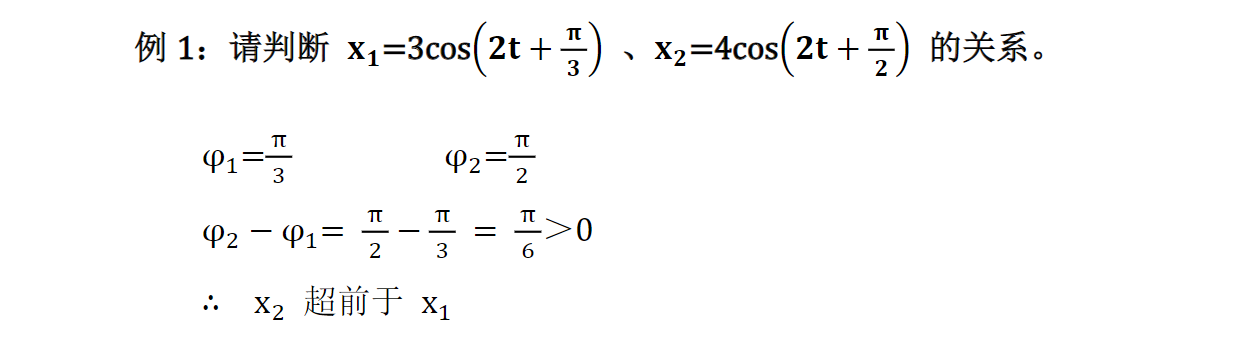 例 1：请判断 x₁=3cos(2t + π/3) 、x₂=4cos(2t + π/2) 的关系。
φ₁=π/3 φ₂=π/2
φ₂ − φ₁= π/2 − π/3 = π/6＞0
∴ x₂ 超前于 x₁